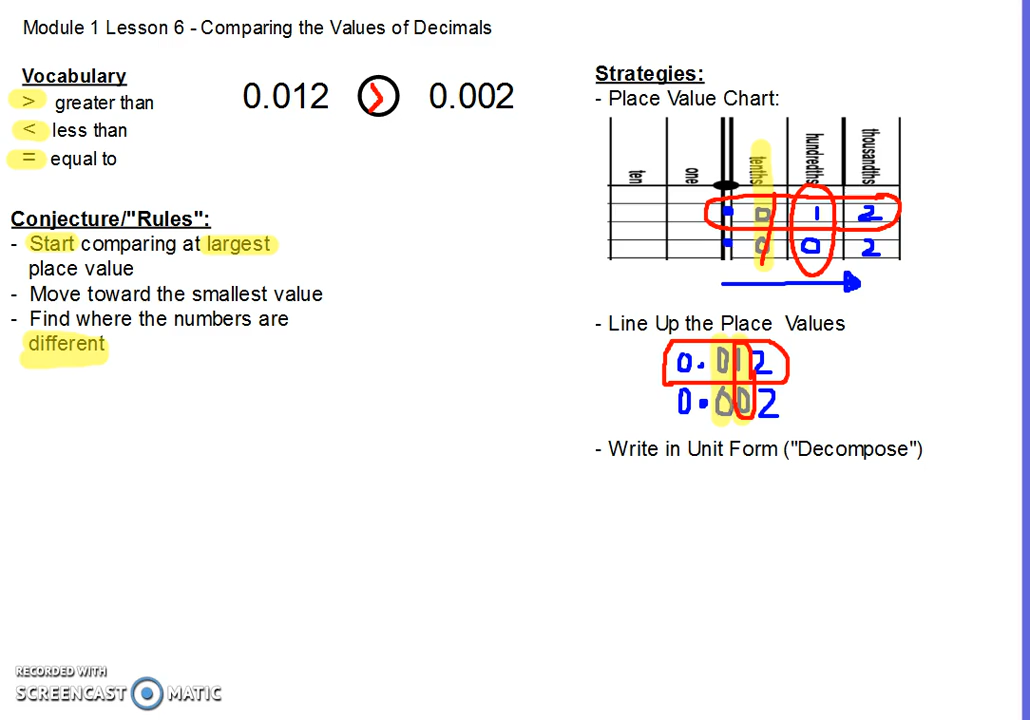 Module 1 Lesson 6 - Comparing the Values of Decimals
Vocabulary
> greater than
< less than
= equal to
0.012 > 0.002
Conjecture/"Rules":
- Start comparing at largest
place value
- Move toward the smallest value
- Find where the numbers are
different
Strategies:
- Place Value Chart:
ten one tenths hundredths thousandths
. 0 1 2
. 0 0 2
- Line Up the Place Values
0.012
0.002
- Write in Unit Form ("Decompose")
RECORDED WITH
SCREENCAST MATIC